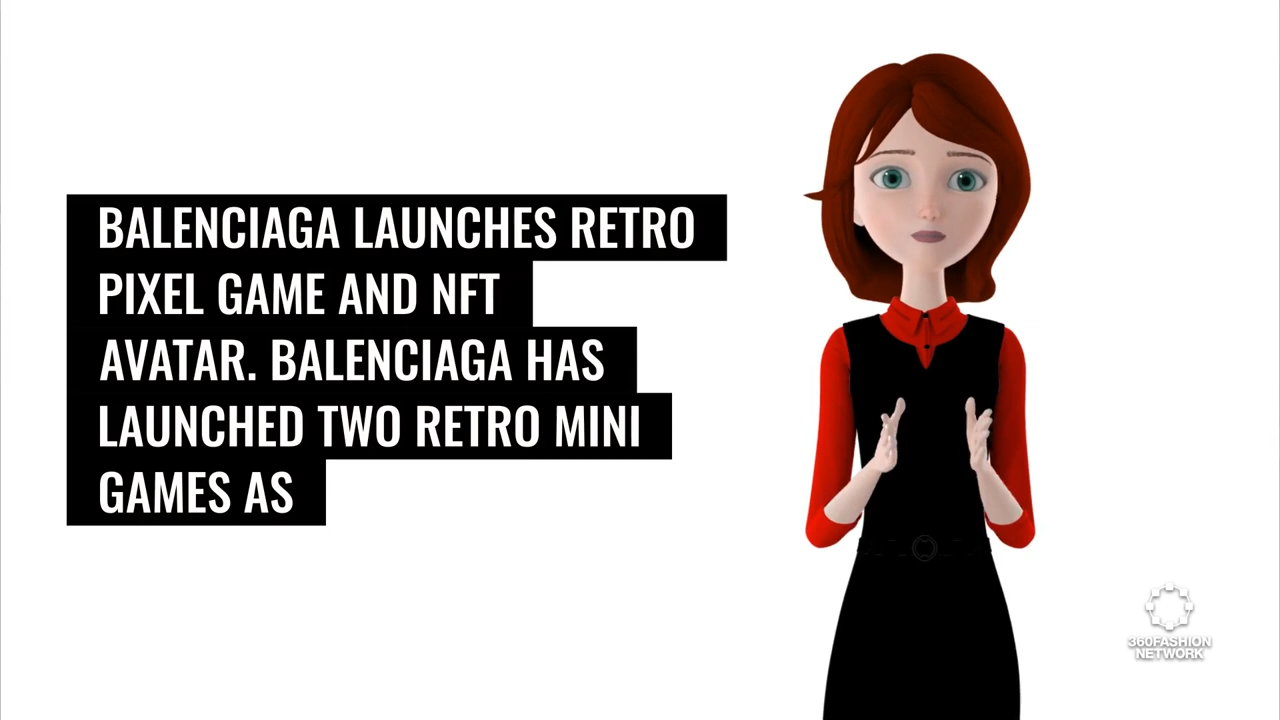 BALENCIAGA LAUNCHES RETRO
PIXEL GAME AND NFT
AVATAR. BALENCIAGA HAS
LAUNCHED TWO RETRO MINI
GAMES AS
360FASHION
NETWORK